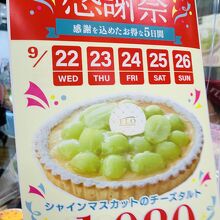 感謝祭
感謝を込めたお得な5日間
9/ 22 23 24 25 26
WED THU FRI SAT SUN
シャインマスカットのチーズタルト